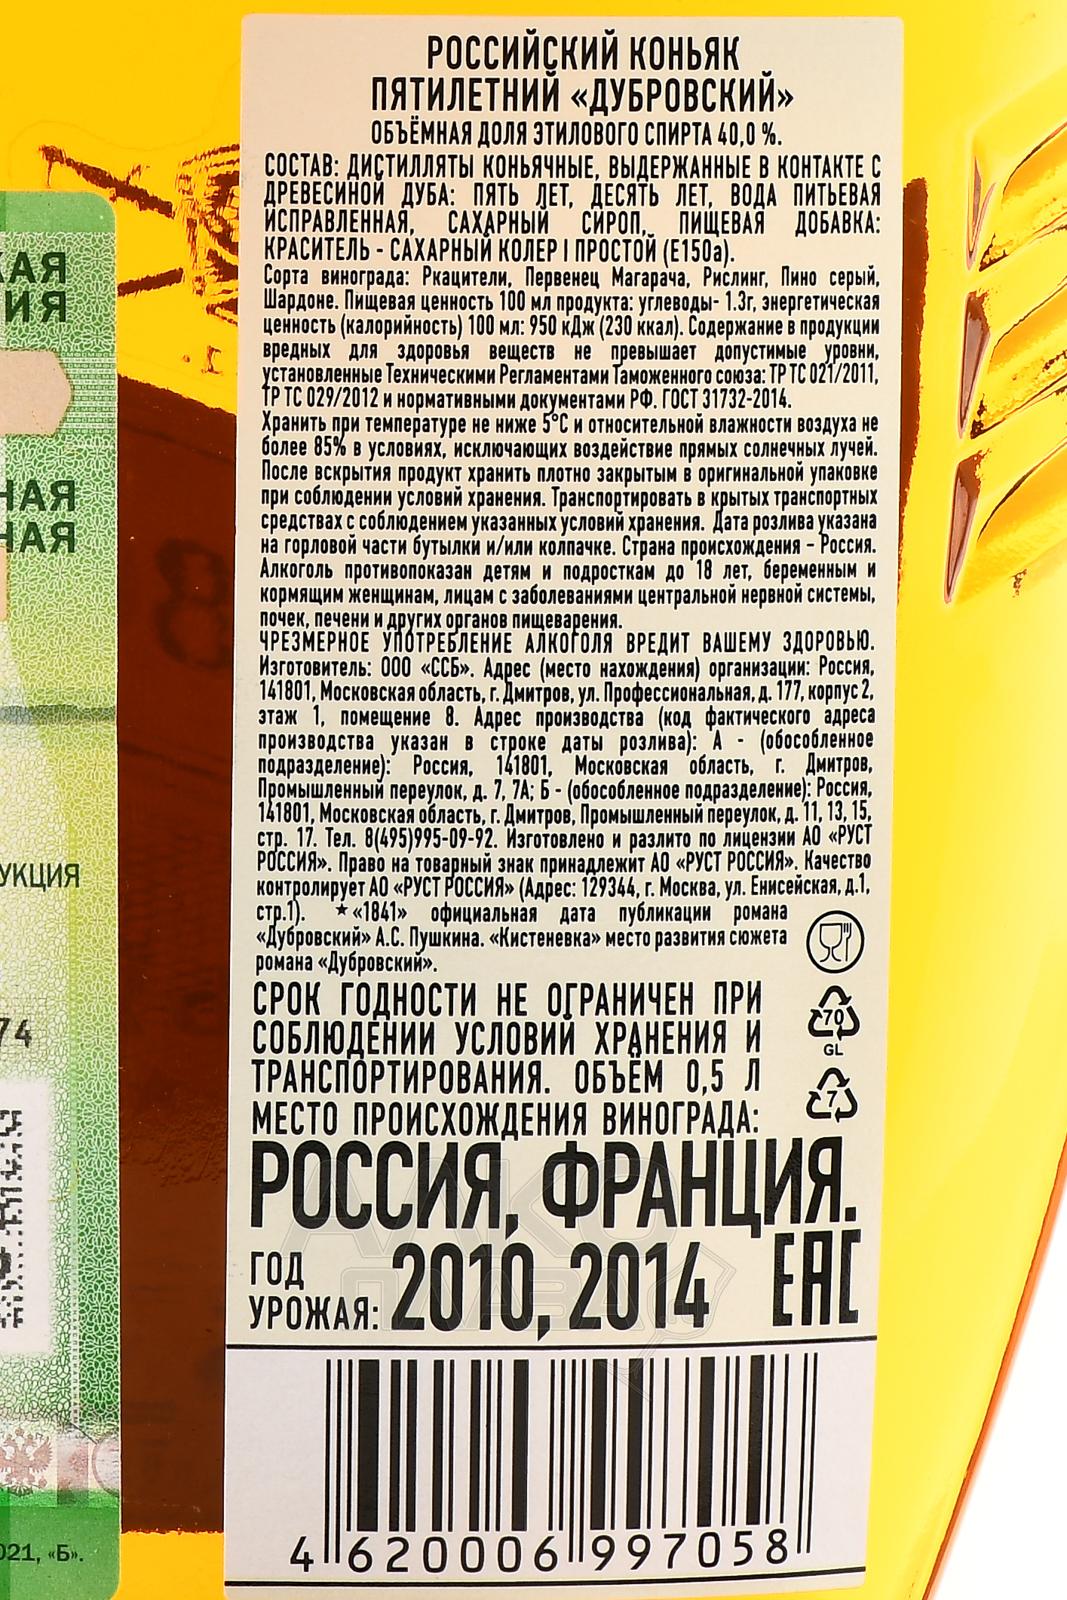 РОССИЙСКИЙ КОНЬЯК
ПЯТИЛЕТНИЙ «ДУБРОВСКИЙ»
ОБЪЁМНАЯ ДОЛЯ ЭТИЛОВОГО СПИРТА 40,0 %.
СОСТАВ: ДИСТИЛЛЯТЫ КОНЬЯЧНЫЕ, ВЫДЕРЖАННЫЕ В КОНТАКТЕ С
ДРЕВЕСИНОЙ ДУБА: ПЯТЬ ЛЕТ, ДЕСЯТЬ ЛЕТ, ВОДА ПИТЬЕВАЯ
ИСПРАВЛЕННАЯ, САХАРНЫЙ СИРОП, ПИЩЕВАЯ ДОБАВКА:
КРАСИТЕЛЬ - САХАРНЫЙ КОЛЕР I ПРОСТОЙ (Е150а).
Сорта винограда: Ркацители, Первенец Магарача, Рислинг, Пино серый,
Шардоне. Пищевая ценность 100 мл продукта: углеводы- 1.3г, энергетическая
ценность (калорийность) 100 мл: 950 кДж (230 ккал). Содержание в продукции
вредных для здоровья веществ не превышает допустимые уровни,
установленные Техническими Регламентами Таможенного союза: ТР ТС 021/2011,
ТР ТС 029/2012 и нормативными документами РФ. ГОСТ 31732-2014.
Хранить при температуре не ниже 5°С и относительной влажности воздуха не
более 85% в условиях, исключающих воздействие прямых солнечных лучей.
После вскрытия продукт хранить плотно закрытым в оригинальной упаковке
при соблюдении условий хранения. Транспортировать в крытых транспортных
средствах с соблюдением указанных условий хранения. Дата розлива указана
на горловой части бутылки и/или колпачке. Страна происхождения – Россия.
Алкоголь противопоказан детям и подросткам до 18 лет, беременным и
кормящим женщинам, лицам с заболеваниями центральной нервной системы,
почек, печени и других органов пищеварения.
ЧРЕЗМЕРНОЕ УПОТРЕБЛЕНИЕ АЛКОГОЛЯ ВРЕДИТ ВАШЕМУ ЗДОРОВЬЮ.
Изготовитель: ООО «ССБ». Адрес (место нахождения) организации: Россия,
141801, Московская область, г. Дмитров, ул. Профессиональная, д. 177, корпус 2,
этаж 1, помещение 8. Адрес производства (код фактического адреса
производства указан в строке даты розлива): А - (обособленное
подразделение): Россия, 141801, Московская область, г. Дмитров,
Промышленный переулок, д. 7, 7А; Б - (обособленное подразделение): Россия,
141801, Московская область, г. Дмитров, Промышленный переулок, д. 11, 13, 15,
стр. 17. Тел. 8(495)995-09-92. Изготовлено и разлито по лицензии АО «РУСТ
РОССИЯ». Право на товарный знак принадлежит АО «РУСТ РОССИЯ». Качество
контролирует АО «РУСТ РОССИЯ» (Адрес: 129344, г. Москва, ул. Енисейская, д.1,
стр.1). ★«1841» официальная дата публикации романа
«Дубровский» А.С. Пушкина. «Кистеневка» место развития сюжета
романа «Дубровский».
СРОК ГОДНОСТИ НЕ ОГРАНИЧЕН ПРИ
СОБЛЮДЕНИИ УСЛОВИЙ ХРАНЕНИЯ И
ТРАНСПОРТИРОВАНИЯ. ОБЪЁМ 0,5 Л
МЕСТО ПРОИСХОЖДЕНИЯ ВИНОГРАДА:
РОССИЯ, ФРАНЦИЯ.
ГОД
УРОЖАЯ: 2010, 2014 ЕАС
70
GL
7
4 620006 997058
КАЯ
ИЯ
НАЯ
НАЯ
УКЦИЯ
74
021, «Б».
АЛКО
ПЛАЗА